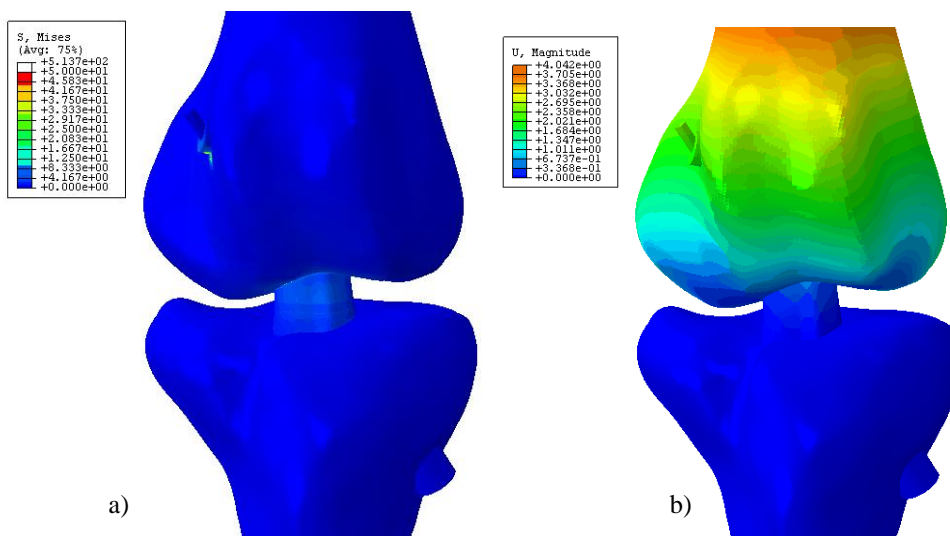 S, Mises
(Avg: 75%)
+5.137e+02
+5.000e+01
+4.583e+01
+4.167e+01
+3.750e+01
+3.333e+01
+2.917e+01
+2.500e+01
+2.083e+01
+1.667e+01
+1.250e+01
+8.333e+00
+4.167e+00
+0.000e+00
U, Magnitude
+4.042e+00
+3.705e+00
+3.368e+00
+3.032e+00
+2.695e+00
+2.358e+00
+2.021e+00
+1.684e+00
+1.347e+00
+1.011e+00
+6.737e-01
+3.368e-01
+0.000e+00
a)
b)